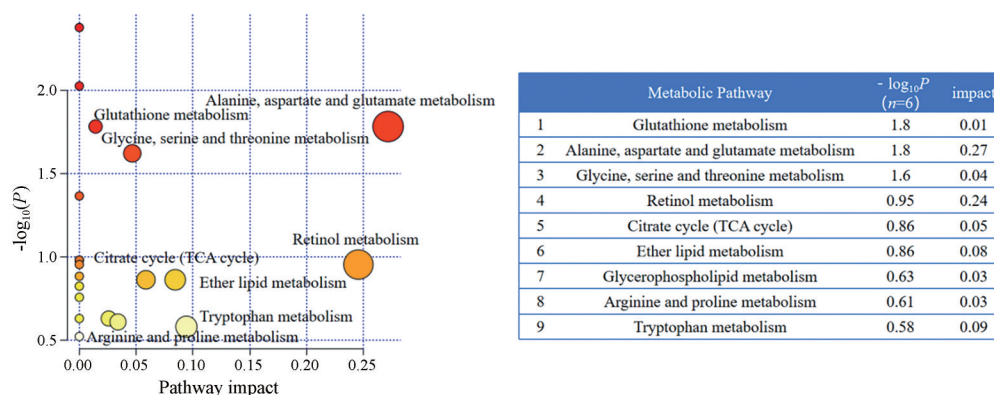 2.0
1.5
1.0
0.5
-log₁₀(P)
Alanine, aspartate and glutamate metabolism
Glutathione metabolism
Glycine, serine and threonine metabolism
Retinol metabolism
Citrate cycle (TCA cycle)
Ether lipid metabolism
Tryptophan metabolism
Arginine and proline metabolism
0.00 0.05 0.10 0.15 0.20 0.25
Pathway impact
Metabolic Pathway - log₁₀P (n=6) impact
1 Glutathione metabolism 1.8 0.01
2 Alanine, aspartate and glutamate metabolism 1.8 0.27
3 Glycine, serine and threonine metabolism 1.6 0.04
4 Retinol metabolism 0.95 0.24
5 Citrate cycle (TCA cycle) 0.86 0.05
6 Ether lipid metabolism 0.86 0.08
7 Glycerophospholipid metabolism 0.63 0.03
8 Arginine and proline metabolism 0.61 0.03
9 Tryptophan metabolism 0.58 0.09